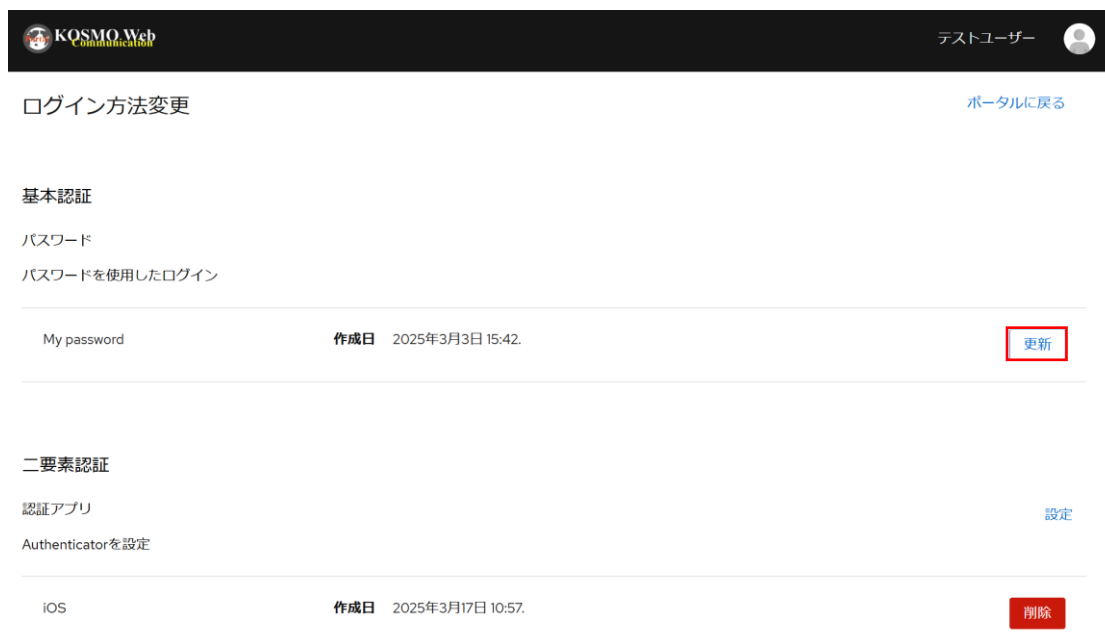 KOSMO Web
Communication
テストユーザー
ログイン方法変更
ポータルに戻る
基本認証
パスワード
パスワードを使用したログイン
My password 作成日 2025年3月3日 15:42. 更新
二要素認証
認証アプリ
設定
Authenticatorを設定
iOS 作成日 2025年3月17日 10:57. 削除